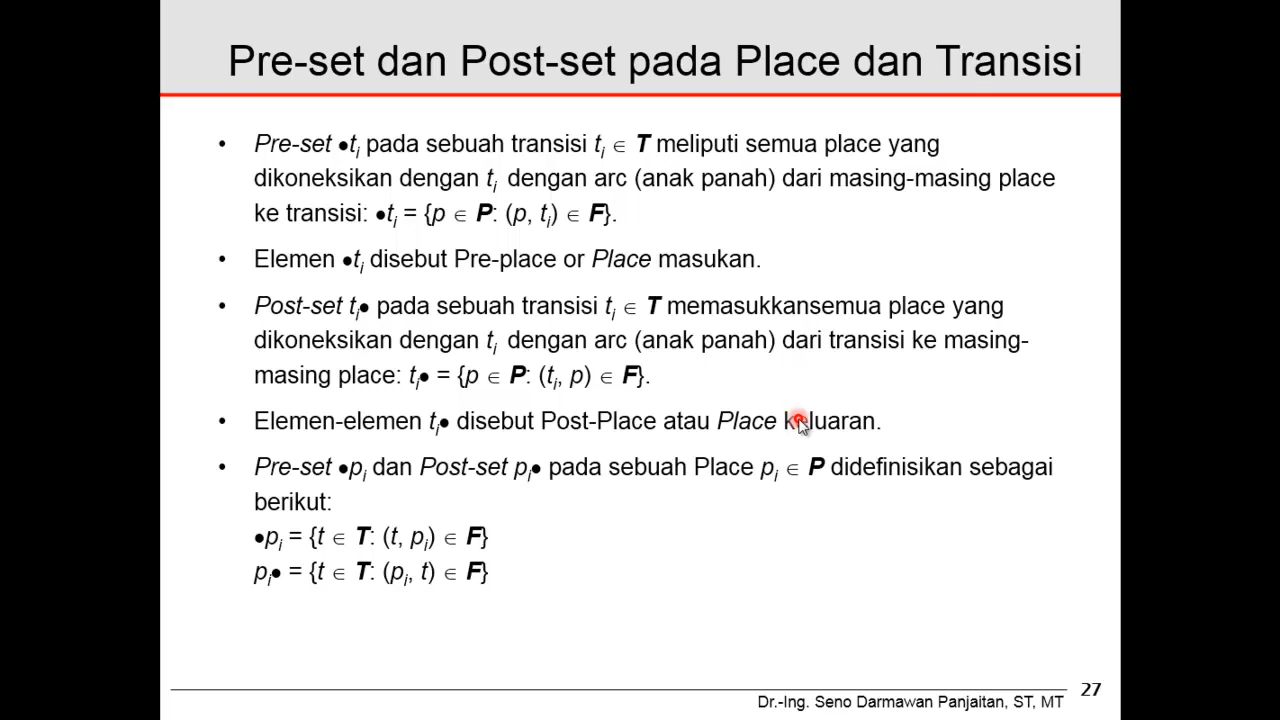 Pre-set dan Post-set pada Place dan Transisi
• Pre-set •ti pada sebuah transisi ti ∈ T meliputi semua place yang
dikoneksikan dengan ti dengan arc (anak panah) dari masing-masing place
ke transisi: •ti = {p ∈ P: (p, ti) ∈ F}.
• Elemen •ti disebut Pre-place or Place masukan.
• Post-set ti• pada sebuah transisi ti ∈ T memasukkansemua place yang
dikoneksikan dengan ti dengan arc (anak panah) dari transisi ke masing-
masing place: ti• = {p ∈ P: (ti, p) ∈ F}.
• Elemen-elemen ti• disebut Post-Place atau Place keluaran.
• Pre-set •pi dan Post-set pi• pada sebuah Place pi ∈ P didefinisikan sebagai
berikut:
•pi = {t ∈ T: (t, pi) ∈ F}
pi• = {t ∈ T: (pi, t) ∈ F}
27
Dr.-Ing. Seno Darmawan Panjaitan, ST, MT